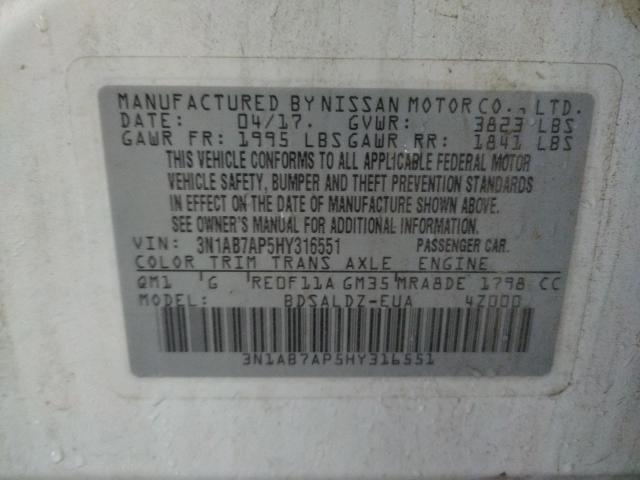 MANUFACTURED BY NISSAN MOTOR CO., LTD.
DATE: 04/17. GVWR: 3823 LBS
GAWR FR: 1995 LBS GAWR RR: 1841 LBS
THIS VEHICLE CONFORMS TO ALL APPLICABLE FEDERAL MOTOR
VEHICLE SAFETY, BUMPER AND THEFT PREVENTION STANDARDS
IN EFFECT ON THE DATE OF MANUFACTURE SHOWN ABOVE.
SEE OWNER'S MANUAL FOR ADDITIONAL INFORMATION
VIN: 3N1AB7AP5HY316551 PASSENGER CAR.
COLOR TRIM TRANS AXLE ENGINE
QM1 G RE0F11A GM35 MRA8DE 1798 CC
MODEL: BDSALDZ-EUA 4Z000
3N1AB7AP5HY316551